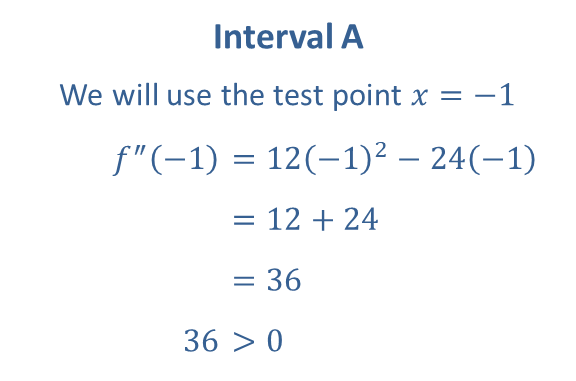 Interval A
We will use the test point x = −1
f″(−1) = 12(−1)² − 24(−1)
= 12 + 24
= 36
36 > 0